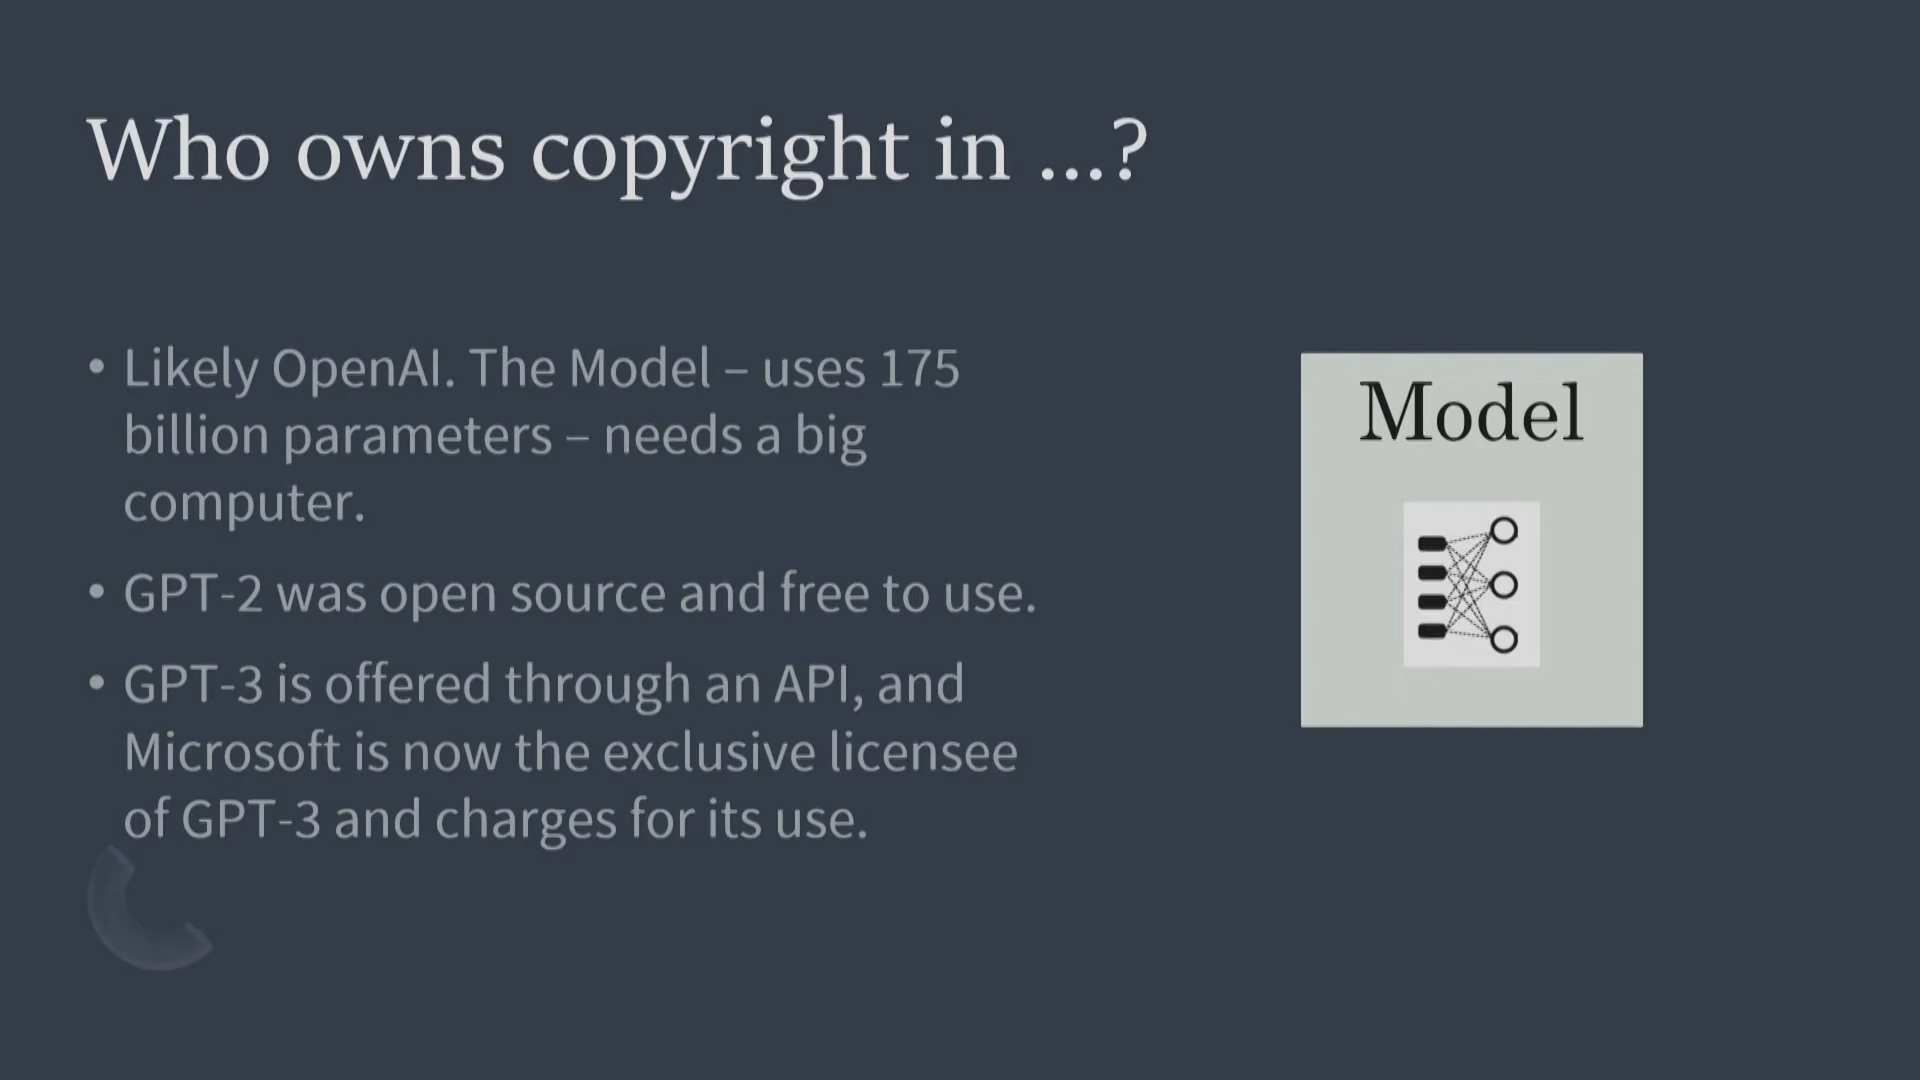 Who owns copyright in ...?
• Likely OpenAI. The Model – uses 175
billion parameters – needs a big
computer.
• GPT-2 was open source and free to use.
• GPT-3 is offered through an API, and
Microsoft is now the exclusive licensee
of GPT-3 and charges for its use.
Model